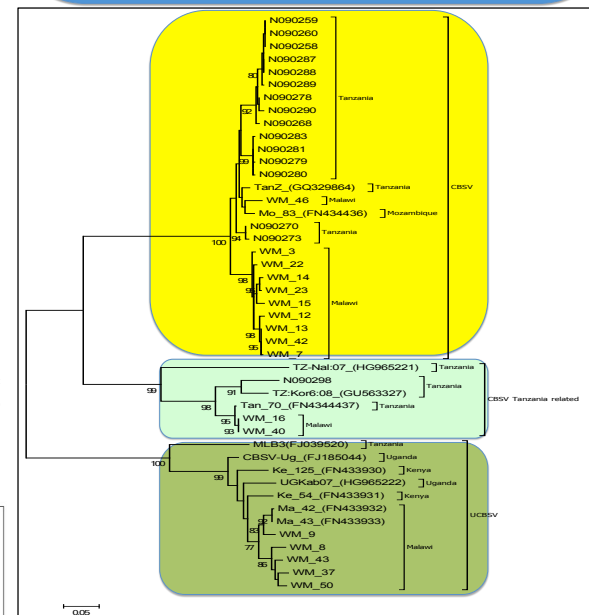 N090259
N090260
N090258
N090287
80
N090288
N090289
N090278
Tanzania
92
N090290
N090268
N090283
N090281
99
N090279
N090280
TanZ_(GQ329864)
Tanzania
CBSV
WM_46
Malawi
Mo_83_(FN434436)
Mozambique
N090270
Tanzania
94
N090273
100
WM_3
WM_22
98
WM_14
WM_23
WM_15
Malawi
WM_12
WM_13
98
WM_42
95
WM_7
TZ-Nal:07_(HG965221)
Tanzania
N090298
Tanzania
99
91
TZ:Kor6:08_(GU563327)
CBSV Tanzania related
98
Tan_70_(FN4344437)
Tanzania
95
WM_16
Malawi
93
WM_40
MLB3(FJ039520)
Tanzania
100
CBSV-Ug_(FJ185044)
Uganda
Ke_125_(FN433930)
Kenya
99
UGKab07_(HG965222)
Uganda
Ke_54_(FN433931)
Kenya
Ma_42_(FN433932)
UCBSV
Ma_43_(FN433933)
WM_9
77
WM_8
Malawi
WM_43
86
WM_37
WM_50
0.05